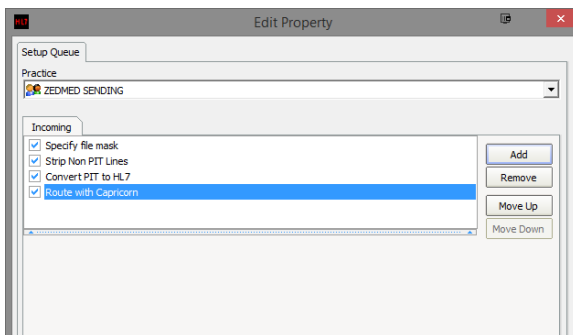 HLT
Edit Property
Setup Queue
Practice
ZEDMED SENDING
Incoming
Specify file mask
Strip Non PIT Lines
Convert PIT to HL7
Route with Capricorn
Add
Remove
Move Up
Move Down